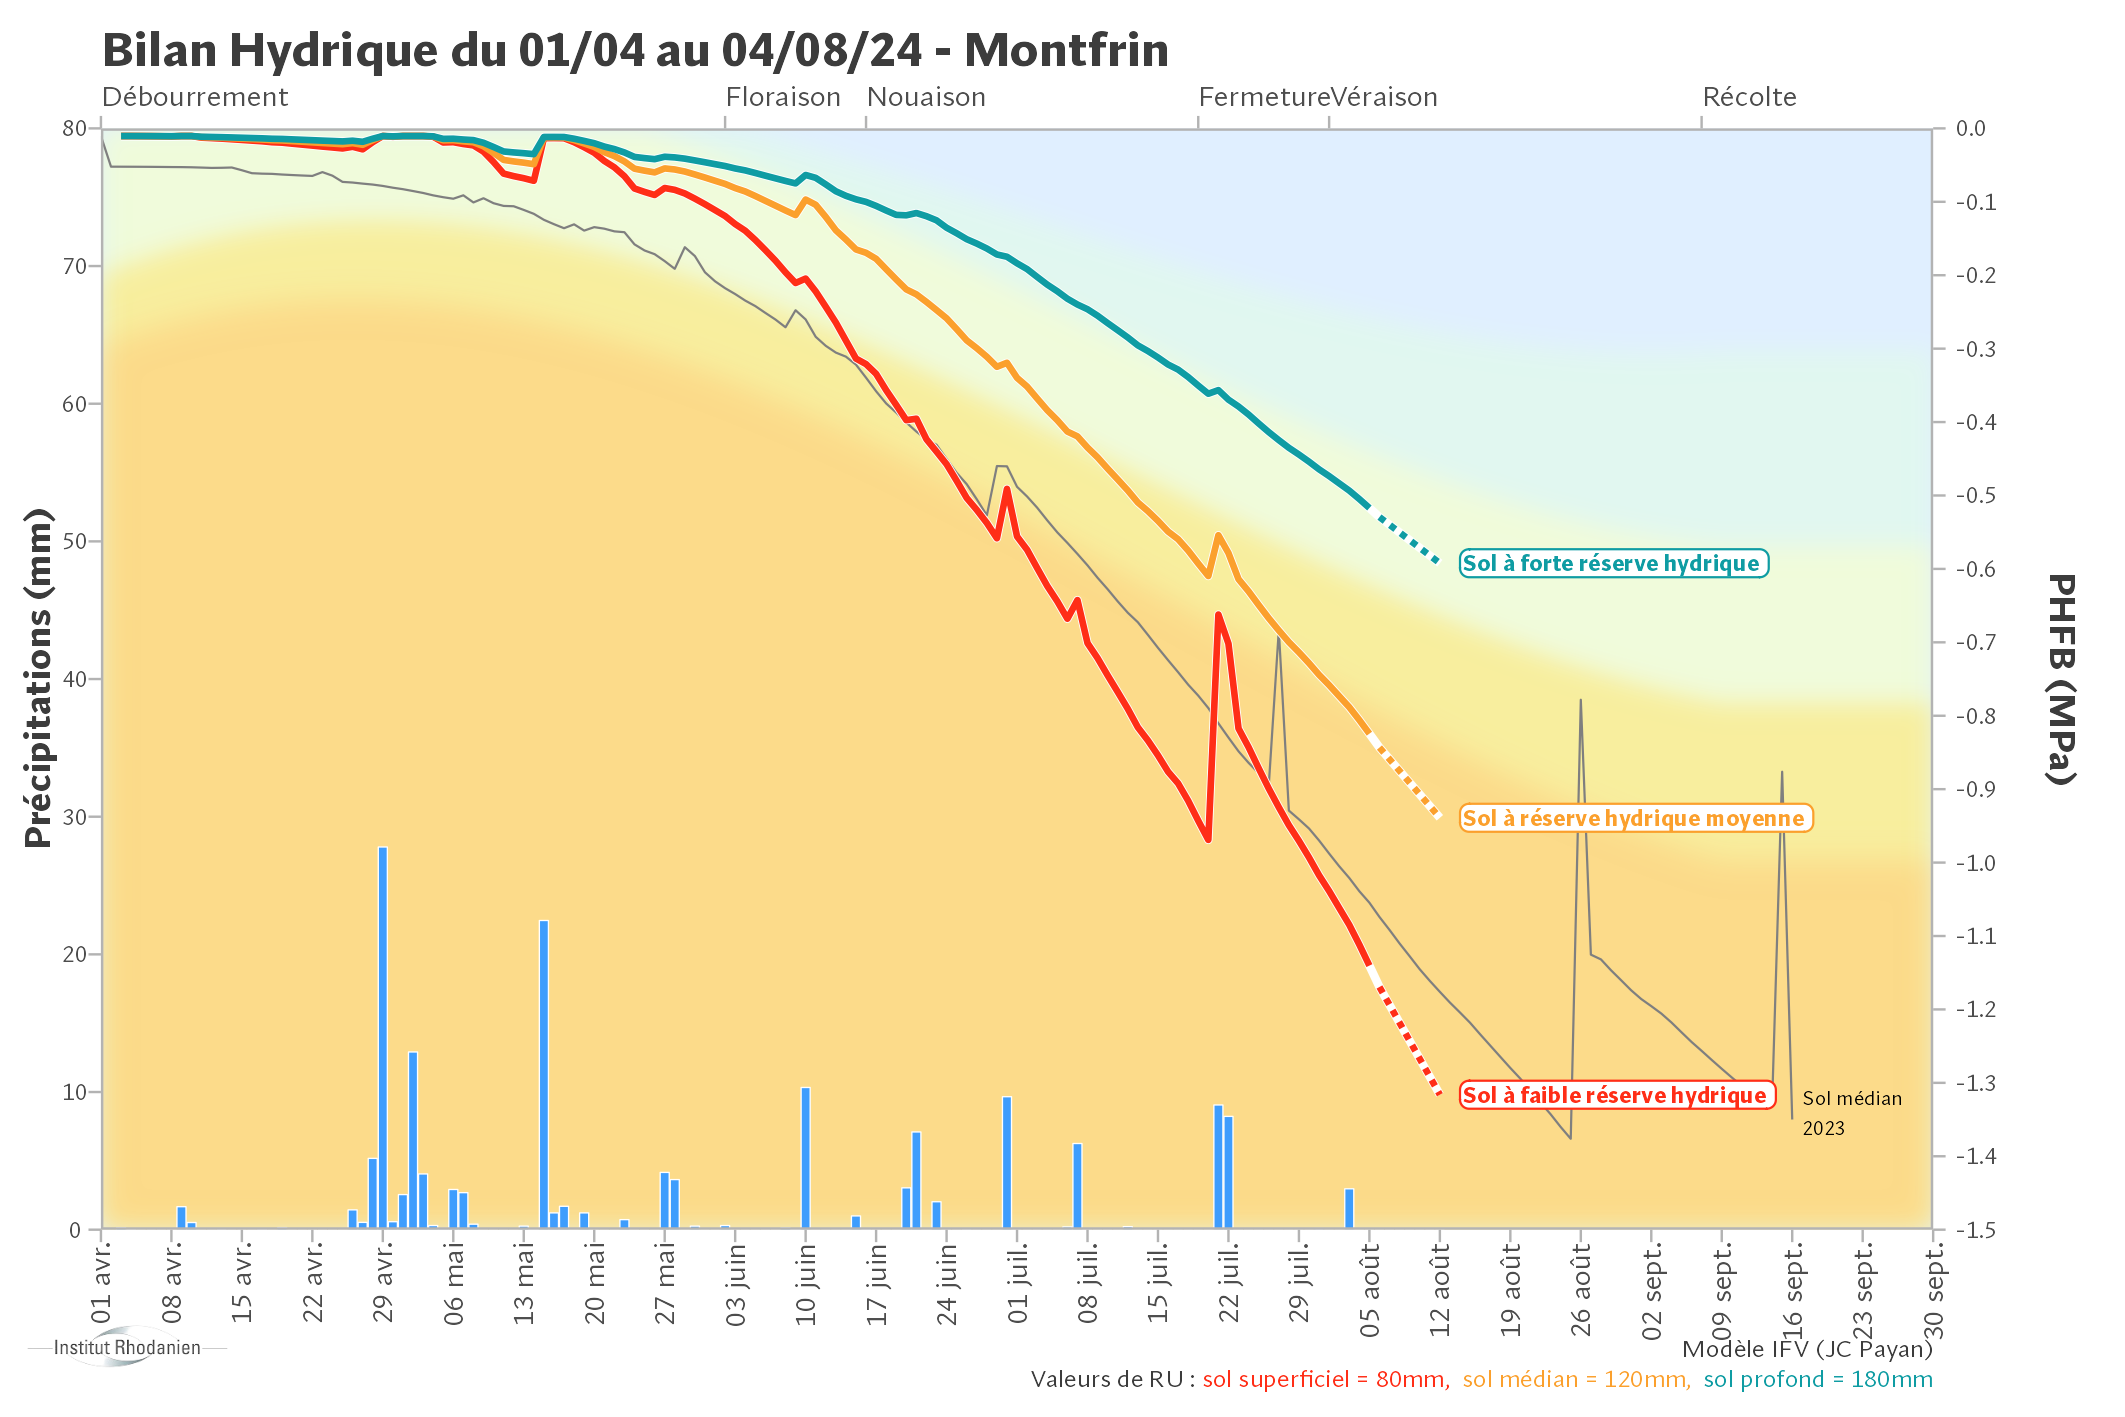 Bilan Hydrique du 01/04 au 04/08/24 - Montfrin
Débourrement Floraison Nouaison Fermeture Véraison Récolte
Précipitations (mm)
80
70
60
50
40
30
20
10
0
0.0
-0.1
-0.2
-0.3
-0.4
-0.5
-0.6
-0.7
-0.8
-0.9
-1.0
-1.1
-1.2
-1.3
-1.4
-1.5
PHFB (MPa)
Sol à forte réserve hydrique
Sol à réserve hydrique moyenne
Sol à faible réserve hydrique
Sol médian
2023
01 avr.
08 avr.
15 avr.
22 avr.
29 avr.
06 mai
13 mai
20 mai
27 mai
03 juin
10 juin
17 juin
24 juin
01 juil.
08 juil.
15 juil.
22 juil.
29 juil.
05 août
12 août
19 août
26 août
02 sept.
09 sept.
16 sept.
23 sept.
30 sept.
Institut Rhodanien
Modèle IFV (JC Payan)
Valeurs de RU : sol superficiel = 80mm, sol médian = 120mm, sol profond = 180mm